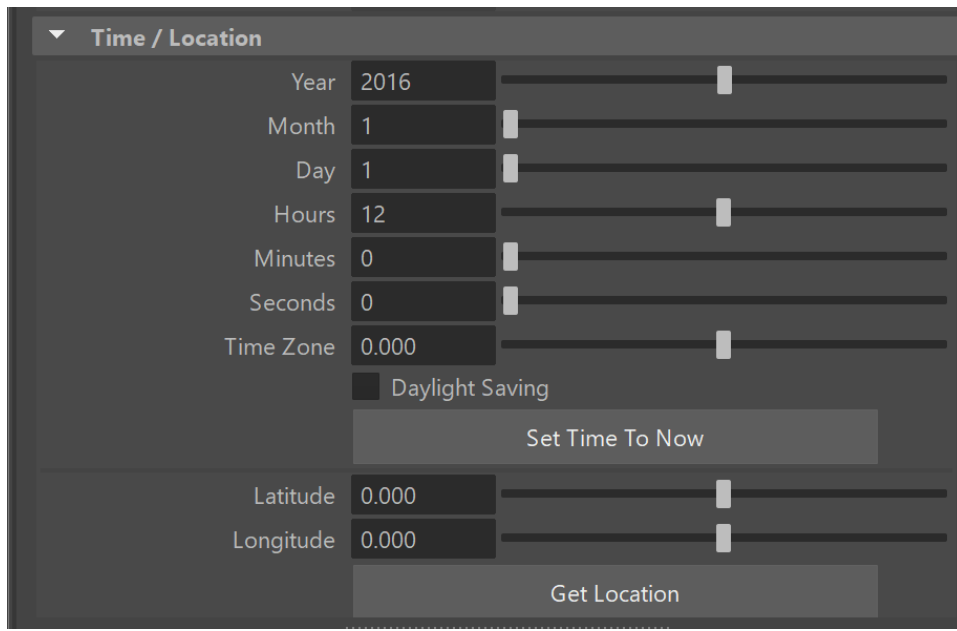 Time / Location
Year 2016
Month 1
Day 1
Hours 12
Minutes 0
Seconds 0
Time Zone 0.000
Daylight Saving
Set Time To Now
Latitude 0.000
Longitude 0.000
Get Location